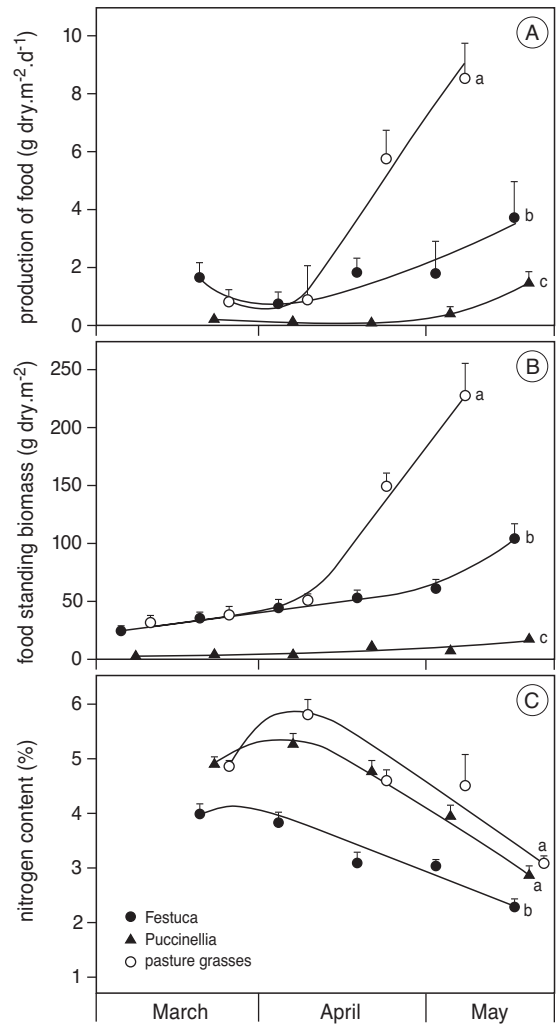 A
production of food (g dry.m-2.d-1)
10
8
6
4
2
0
a
b
c
B
food standing biomass (g dry.m-2)
250
200
150
100
50
0
a
b
c
C
nitrogen content (%)
6
5
4
3
2
1
a
a
b
Festuca
Puccinellia
pasture grasses
March April May